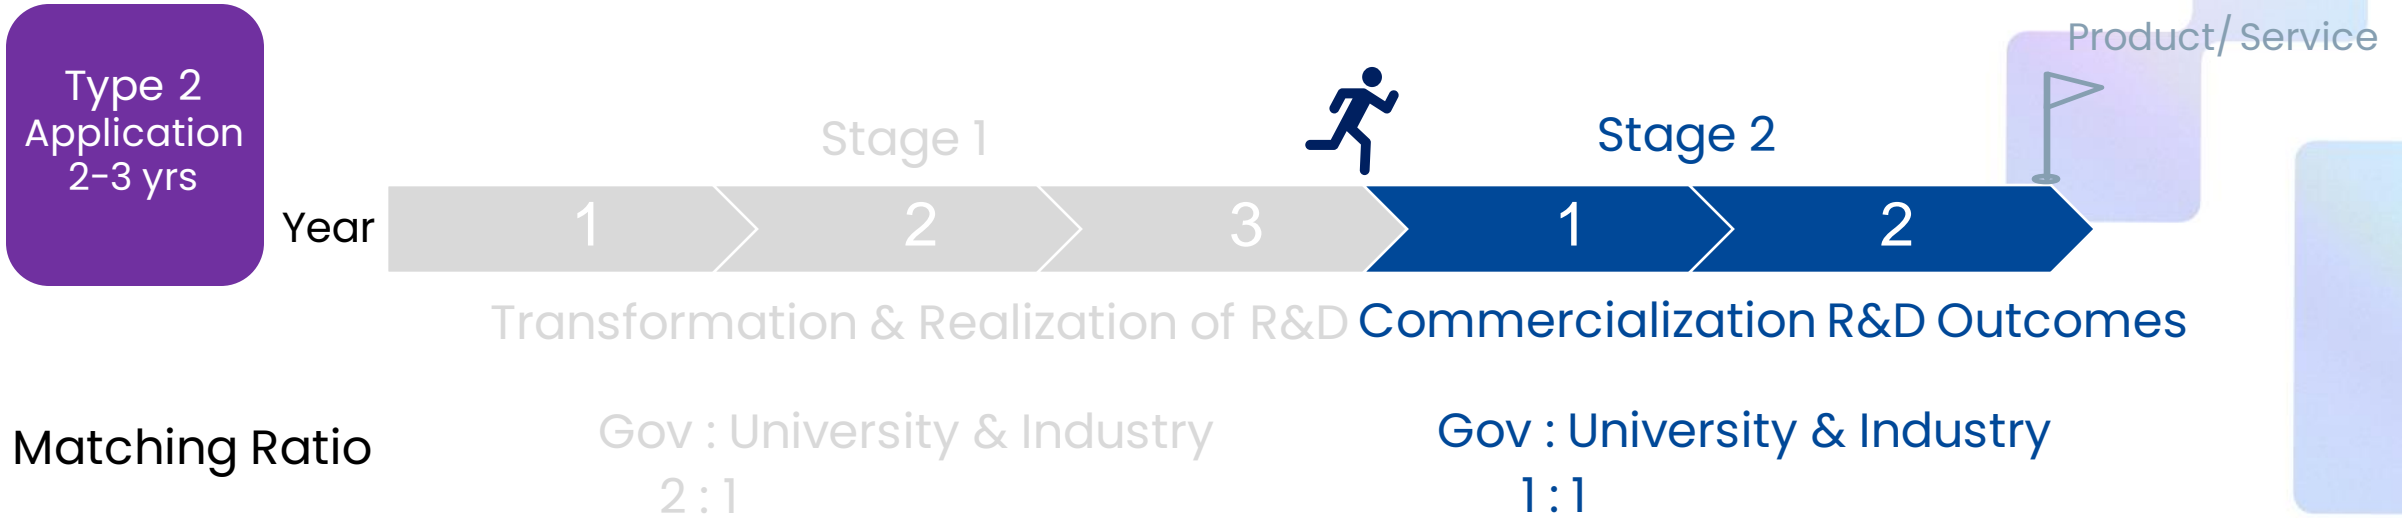 Type 2
Application
2-3 yrs
Product/ Service
Stage 1
Stage 2
Year
1
2
3
1
2
Transformation & Realization of R&D
Commercialization R&D Outcomes
Matching Ratio
Gov : University & Industry
2 : 1
Gov : University & Industry
1 : 1